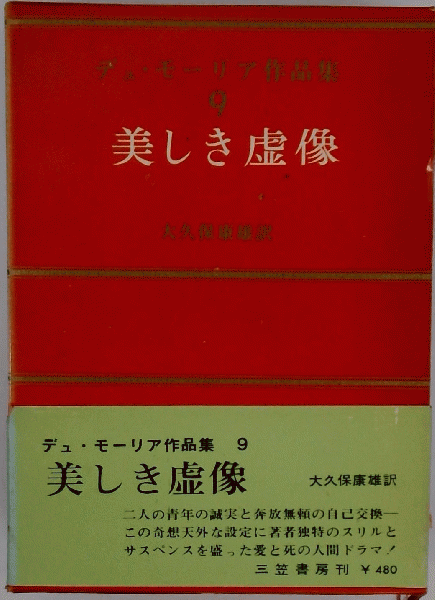 デュ・モーリア作品集
9
美しき虚像
大久保康雄訳
デュ・モーリア作品集 9
美しき虚像
大久保康雄訳
二人の青年の誠実と奔放無頼の自己交換―
この奇想天外な設定に著者独特のスリルと
サスペンスを盛った愛と死の人間ドラマ!
三笠書房刊 ¥480